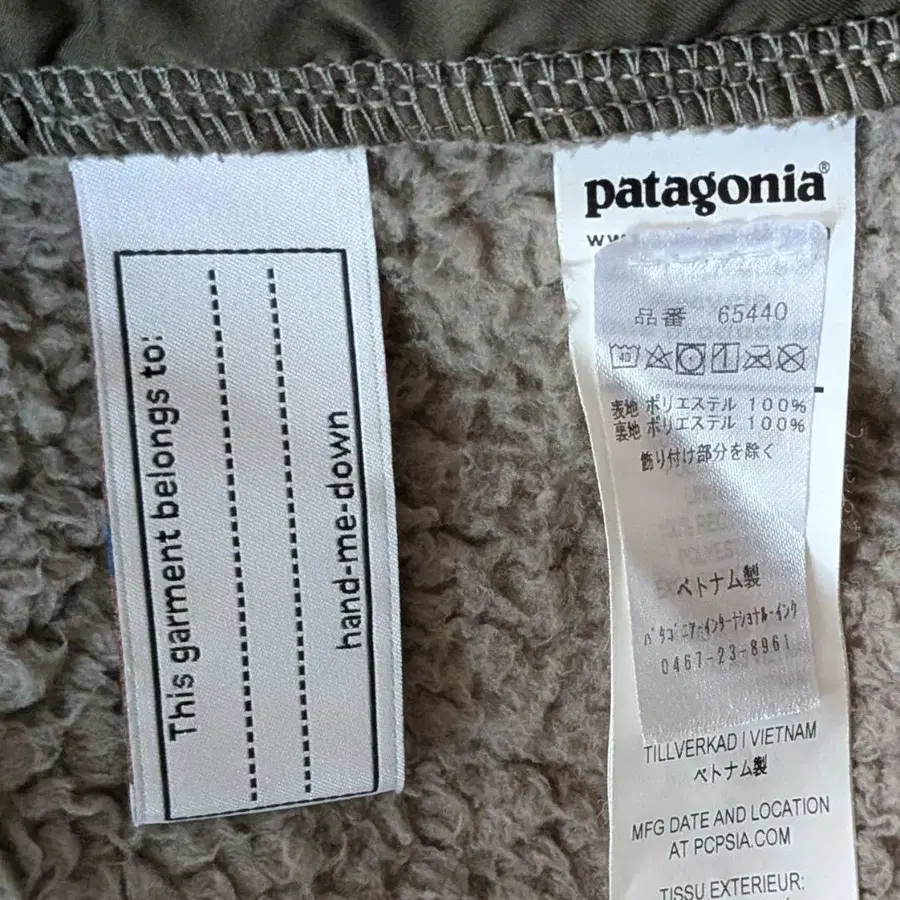 This garment belongs to:
hand-me-down
patagonia®
品番 65440
40
表地 ポリエステル 100%
裏地 ポリエステル 100%
飾り付け部分を除く
ベトナム製
パタゴニア・インターナショナル・インク
0467-23-8961
TILLVERKAD I VIETNAM
ベトナム製
MFG DATE AND LOCATION
AT PCPSIA.COM
TISSU EXTERIEUR: